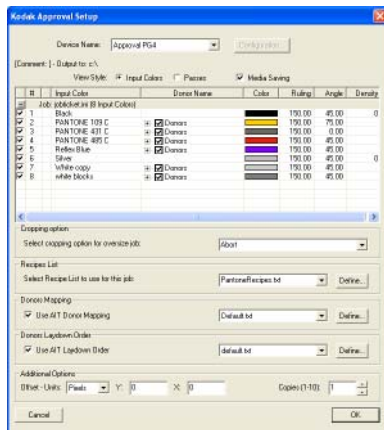 Kodak Approval Setup
Device Name: Approval PG4 Configuration...
[Comment: ] - Output to: c:\
View Style: Input Colors Passes Media Saving
# Input Color Donor Name Color Ruling Angle Density
Job: jobticket.ini (8 Input Colors)
1 Black 150.00 45.00 0
2 PANTONE 109 C Donors 150.00 75.00
3 PANTONE 431 C Donors 150.00 0.00
4 PANTONE 485 C Donors 150.00 45.00
5 Reflex Blue Donors 150.00 45.00
6 Silver 150.00 45.00 0
7 White copy Donors 150.00 45.00
8 white blocks Donors 150.00 45.00
Cropping option
Select cropping option for oversize job: Abort
Recipes List
Select Recipe List to use for this job: PantoneRecipes.txt Define...
Donors Mapping
Use AIT Donor Mapping Default.txt Define...
Donors Laydown Order
Use AIT Laydown Order default.txt Define...
Additional Options
Offset - Units: Pixels Y: 0 X: 0 Copies (1-10): 1
Cancel OK